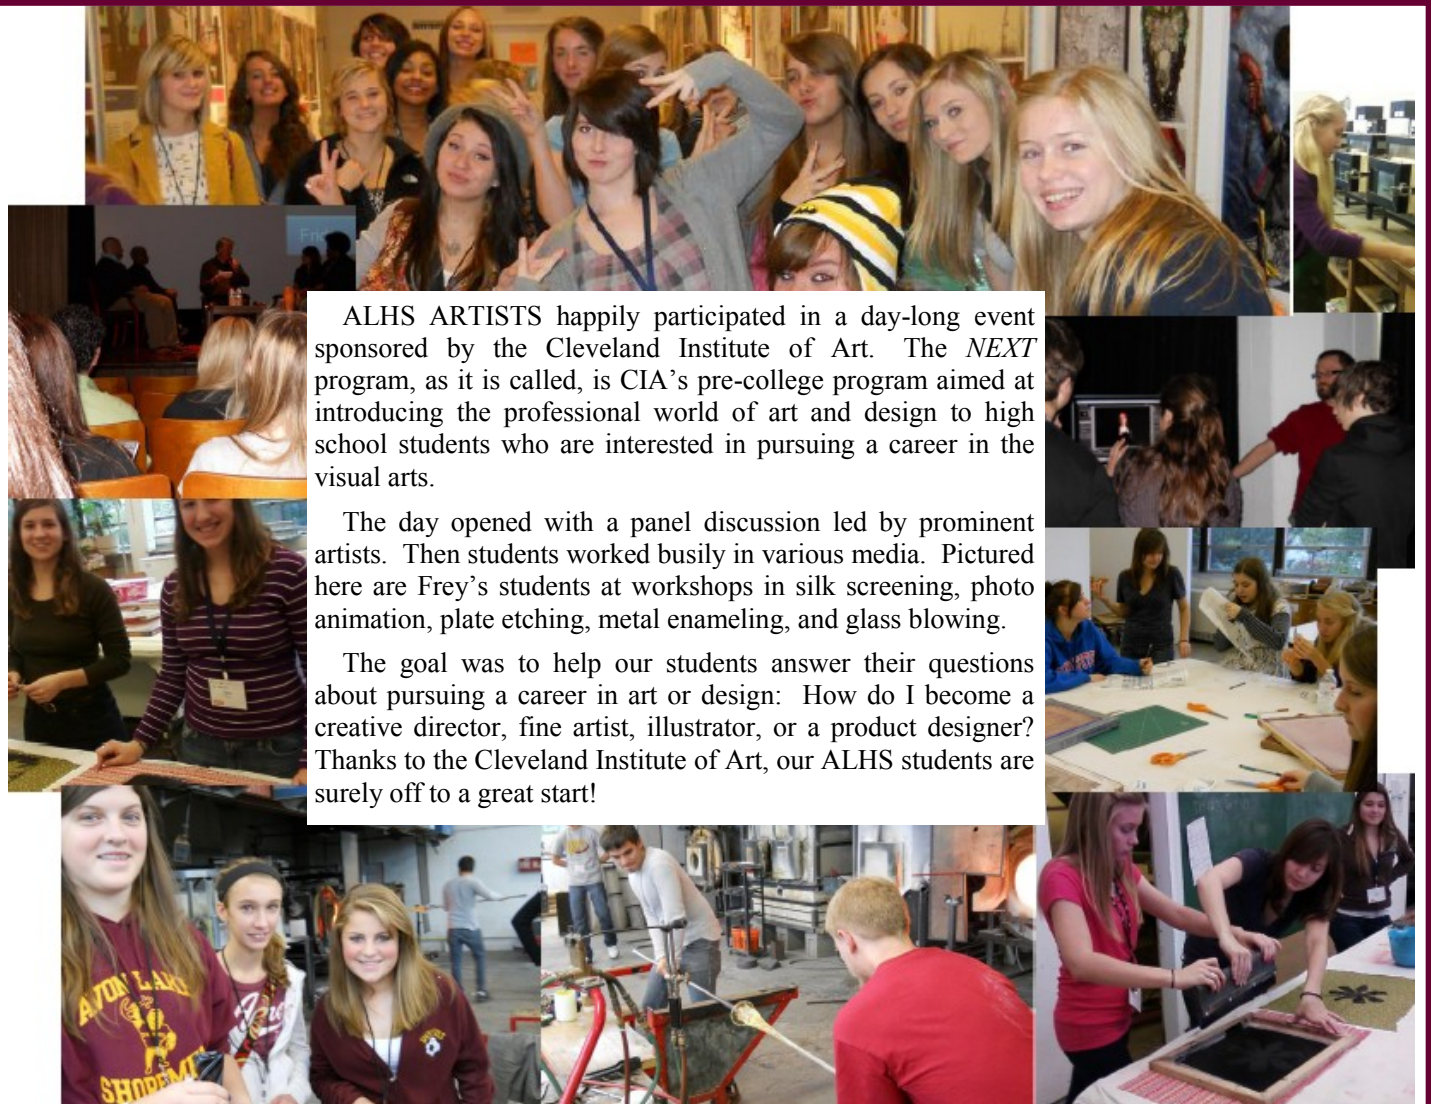 Fri
ALHS ARTISTS happily participated in a day-long event
sponsored by the Cleveland Institute of Art. The NEXT
program, as it is called, is CIA's pre-college program aimed at
introducing the professional world of art and design to high
school students who are interested in pursuing a career in the
visual arts.
The day opened with a panel discussion led by prominent
artists. Then students worked busily in various media. Pictured
here are Frey's students at workshops in silk screening, photo
animation, plate etching, metal enameling, and glass blowing.
The goal was to help our students answer their questions
about pursuing a career in art or design: How do I become a
creative director, fine artist, illustrator, or a product designer?
Thanks to the Cleveland Institute of Art, our ALHS students are
surely off to a great start!
AVON LAKE
SHOREME